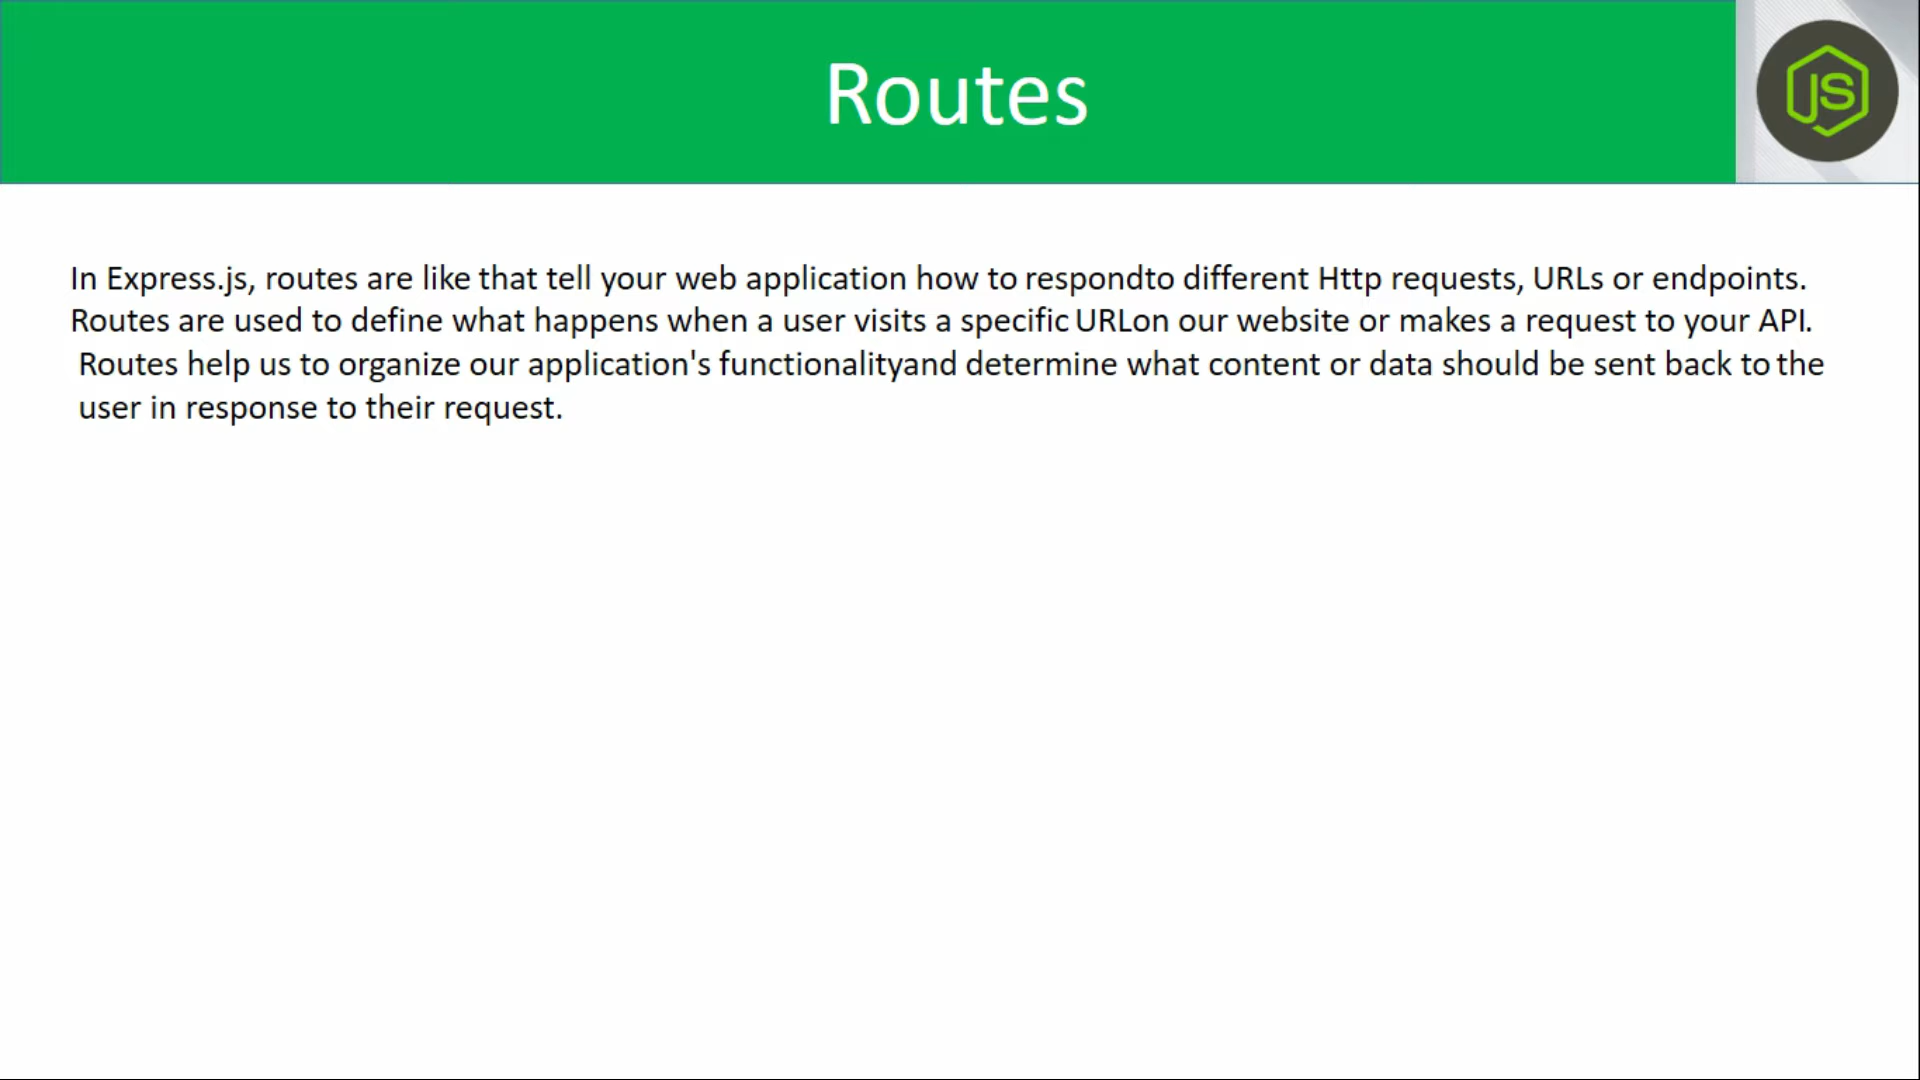 Routes
JS
In Express.js, routes are like that tell your web application how to respondto different Http requests, URLs or endpoints.
Routes are used to define what happens when a user visits a specific URLon our website or makes a request to your API.
Routes help us to organize our application's functionalityand determine what content or data should be sent back to the
user in response to their request.